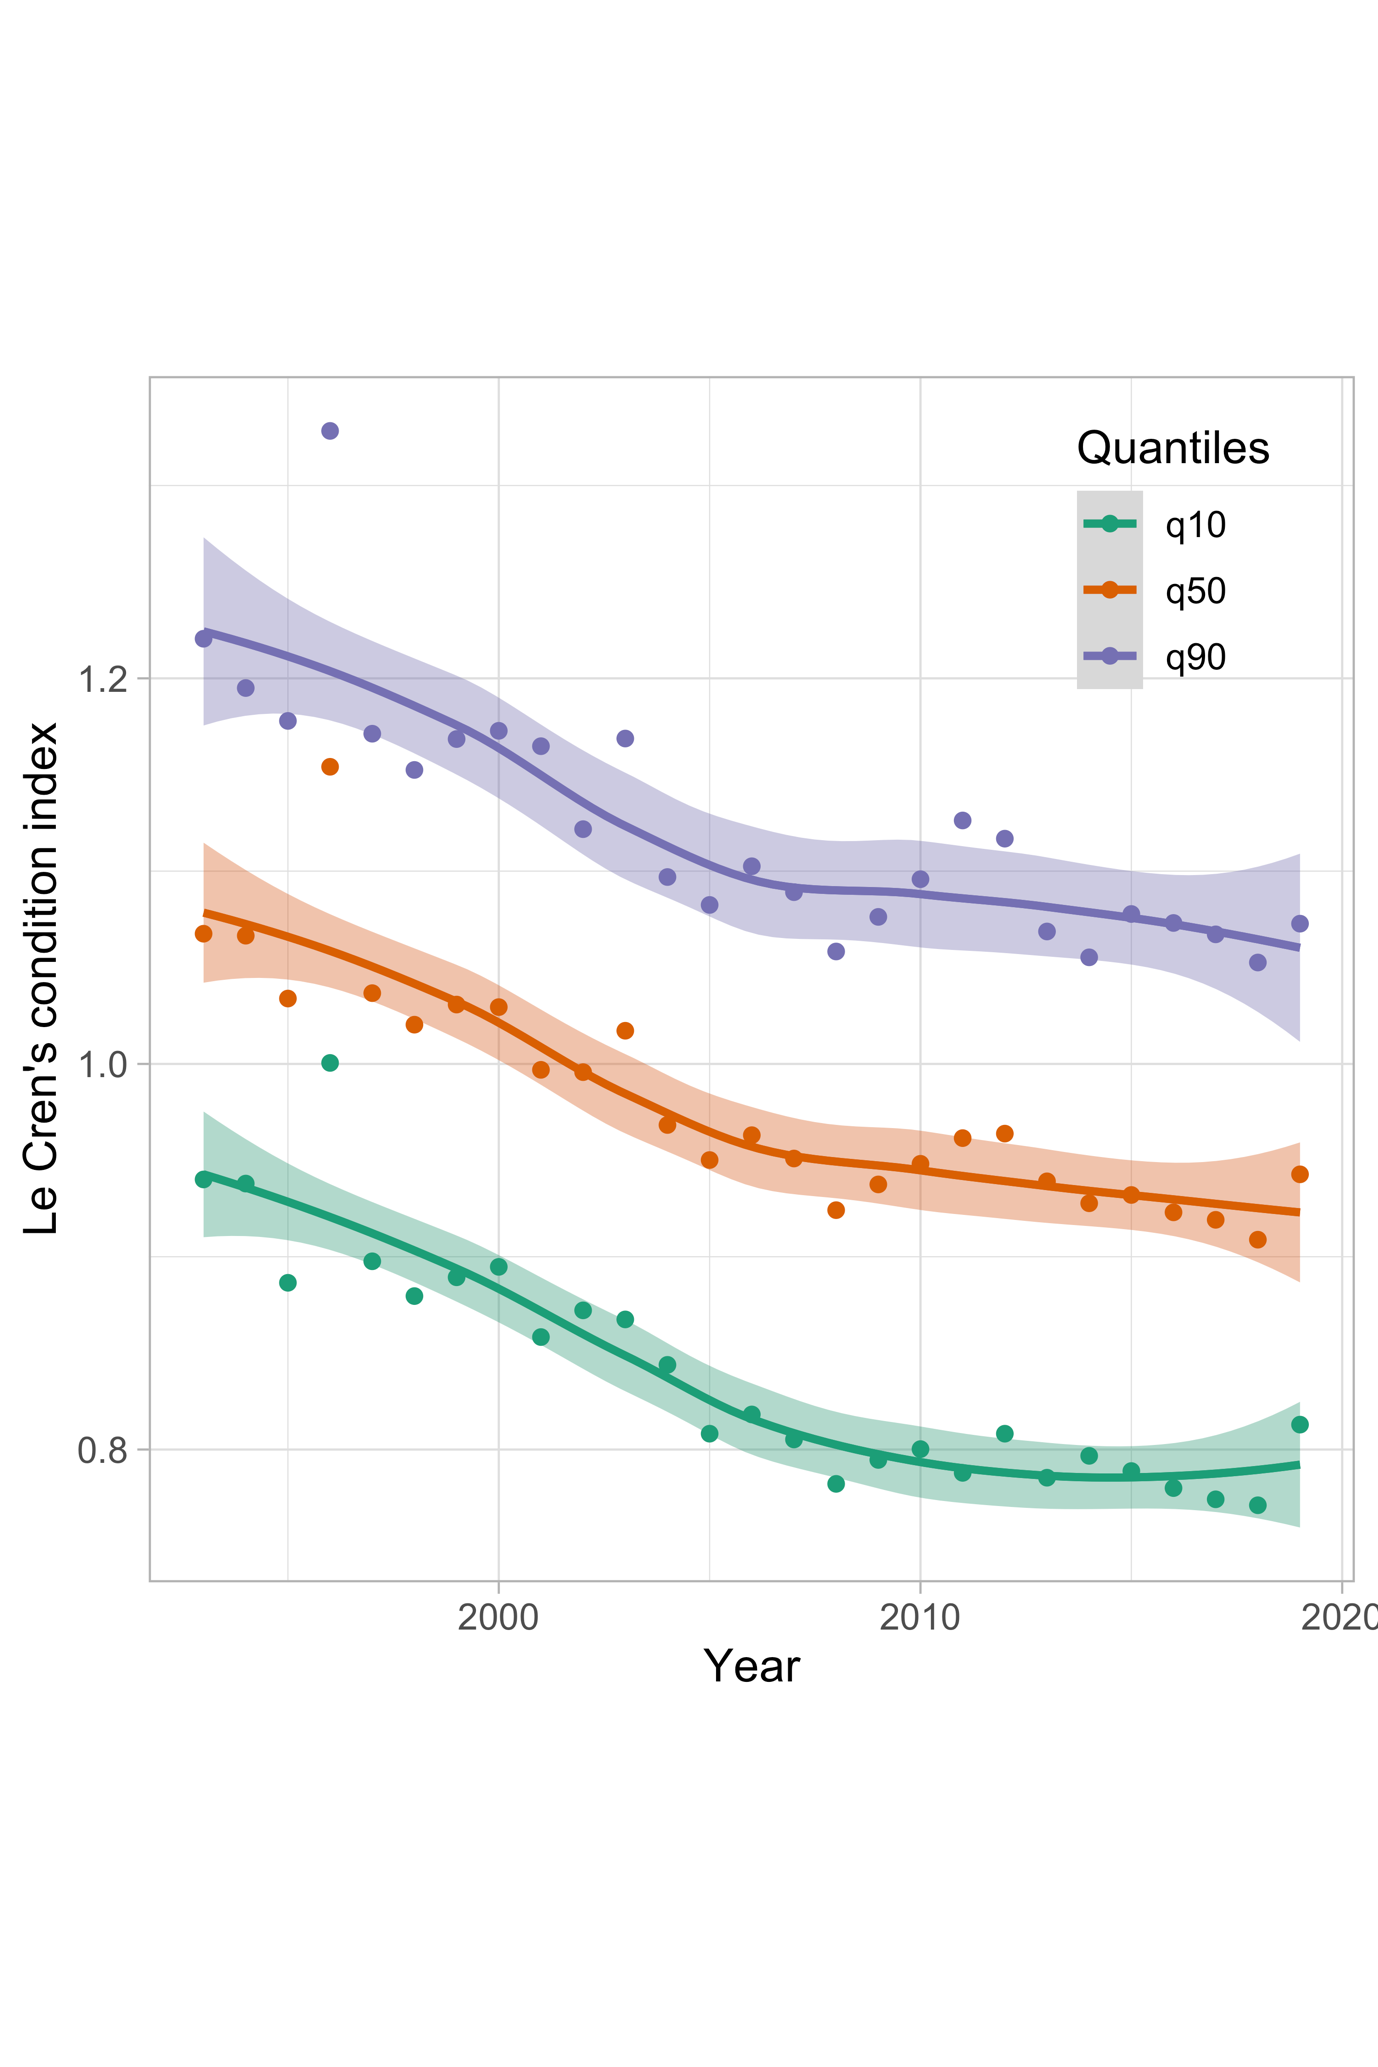 Quantiles
q10
q50
q90
Le Cren's condition index
1.2
1.0
0.8
2000
2010
2020
Year